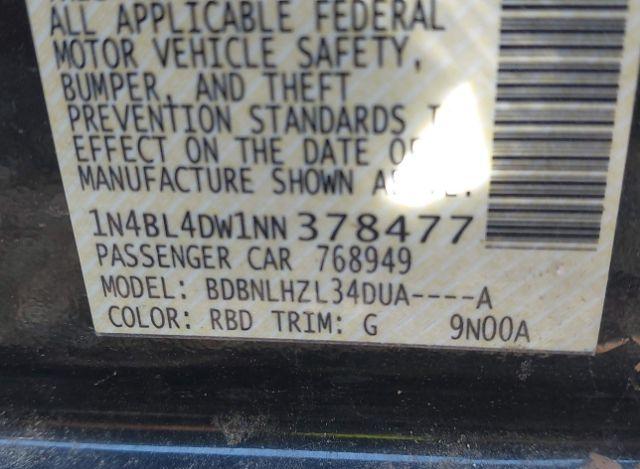 ALL APPLICABLE FEDERAL
MOTOR VEHICLE SAFETY,
BUMPER, AND THEFT
PREVENTION STANDARDS
EFFECT ON THE DATE
MANUFACTURE SHOWN
1N4BL4DW1NN378477
PASSENGER CAR 768949
MODEL: BDBNLHZL34DUA----A
COLOR: RBD TRIM: G 9N00A